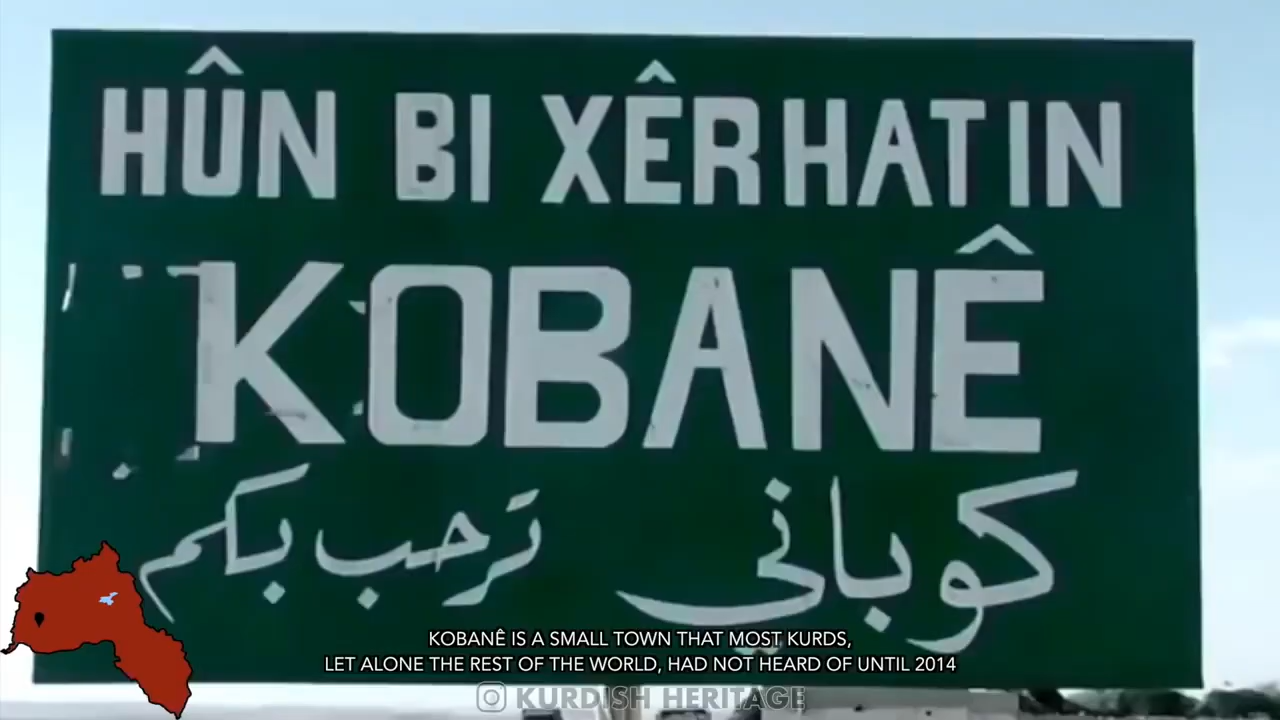 HÛN BI XÊRHATIN
KOBANÊ
كوباني ترحب بكم
KOBANÊ IS A SMALL TOWN THAT MOST KURDS,
LET ALONE THE REST OF THE WORLD, HAD NOT HEARD OF UNTIL 2014
KURDISH HERITAGE